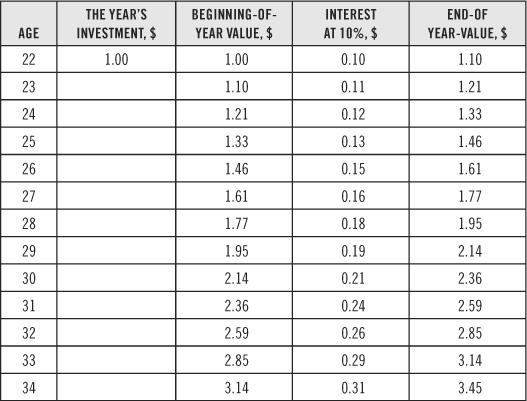 AGE THE YEAR'S INVESTMENT, $ BEGINNING-OF-YEAR VALUE, $ INTEREST AT 10%, $ END-OF YEAR-VALUE, $
22 1.00 1.00 0.10 1.10
23 1.10 0.11 1.21
24 1.21 0.12 1.33
25 1.33 0.13 1.46
26 1.46 0.15 1.61
27 1.61 0.16 1.77
28 1.77 0.18 1.95
29 1.95 0.19 2.14
30 2.14 0.21 2.36
31 2.36 0.24 2.59
32 2.59 0.26 2.85
33 2.85 0.29 3.14
34 3.14 0.31 3.45